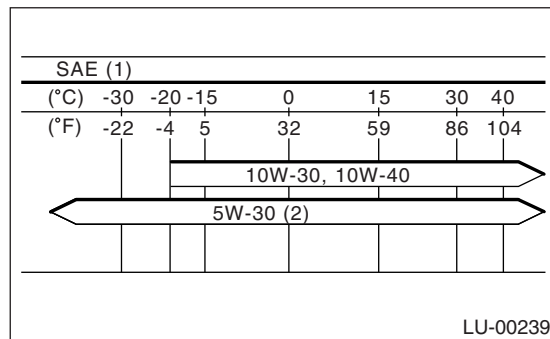 SAE (1)
(°C) -30 -20 -15 0 15 30 40
(°F) -22 -4 5 32 59 86 104
10W-30, 10W-40
5W-30 (2)
LU-00239